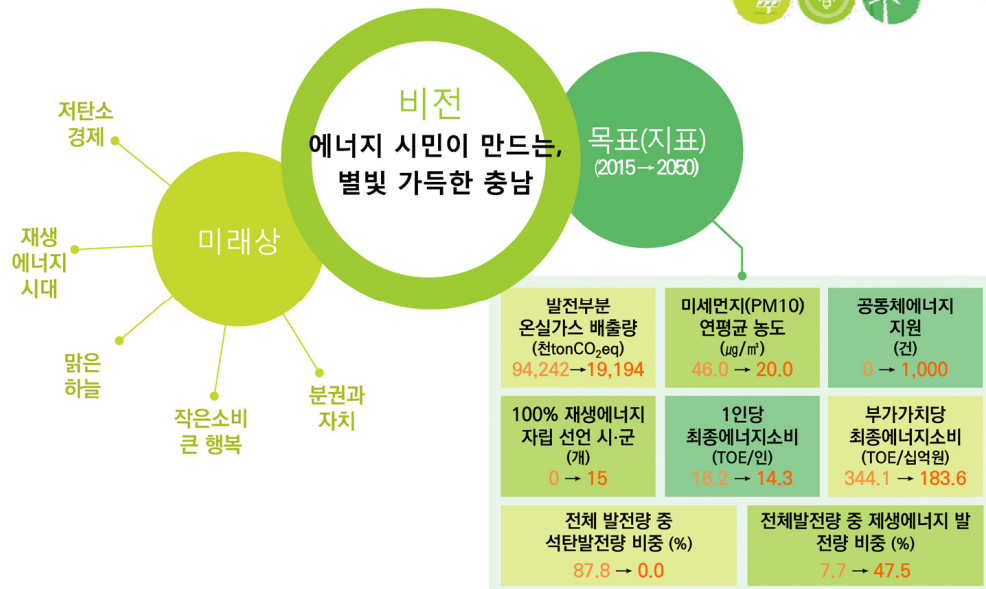 비전
에너지 시민이 만드는,
별빛 가득한 충남
목표(지표)
(2015→2050)
미래상
저탄소
경제
재생
에너지
시대
맑은
하늘
작은소비
큰 행복
분권과
자치
발전부분
온실가스 배출량
(천tonCO₂eq)
94,242→19,194
미세먼지(PM10)
연평균 농도
(㎍/㎥)
46.0→20.0
공동체에너지
지원
(건)
0→1,000
100% 재생에너지
자립 선언 시·군
(개)
0→15
1인당
최종에너지소비
(TOE/인)
16.2→14.3
부가가치당
최종에너지소비
(TOE/십억원)
344.1→183.6
전체 발전량 중
석탄발전량 비중 (%)
87.8→0.0
전체발전량 중 제생에너지 발
전량 비중 (%)
7.7→47.5